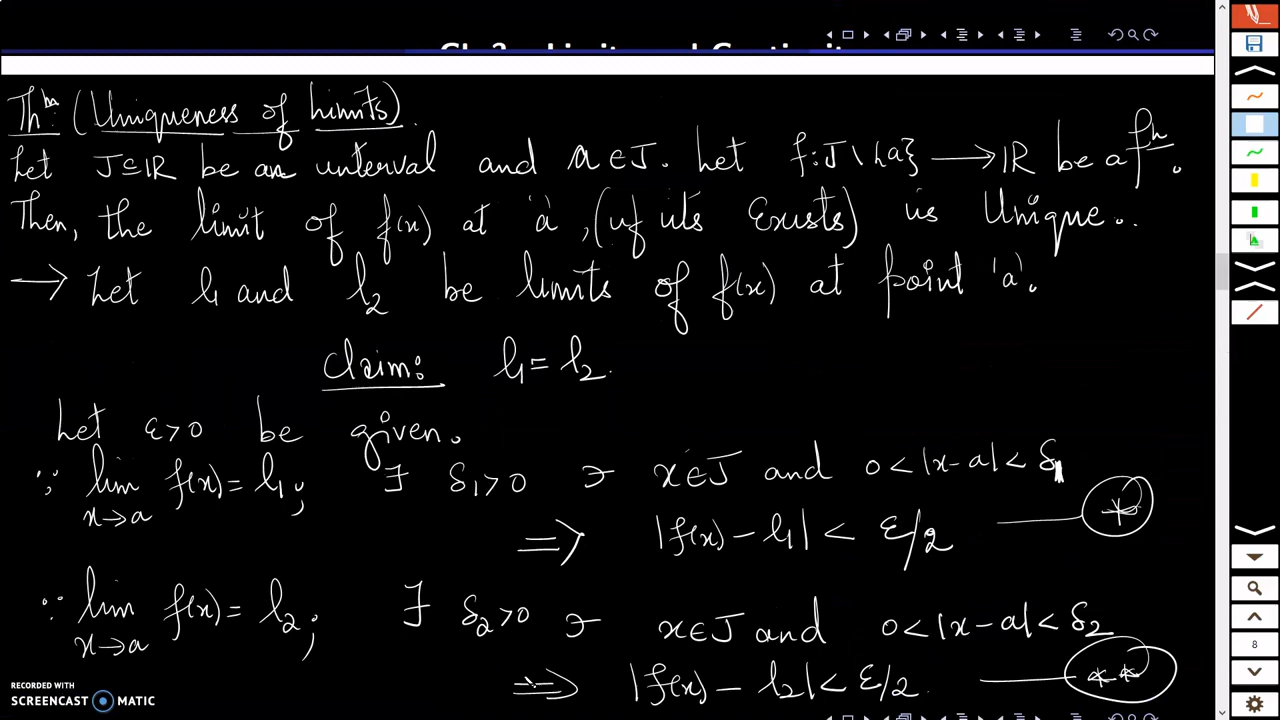 Thm: (Uniqueness of Limits).
Let J⊆IR be an interval and a∈J. Let f: J \ {a} ⟶ IR be a fn.
Then, the limit of f(x) at 'a', (if its Exists) is Unique..
→ Let l1 and l2 be limits of f(x) at point 'a'.
Claim: l1 = l2.
Let ε>0 be given.
∵ lim x→a f(x) = l1; ∃ δ1>0 ∋ x∈J and 0<|x-a|<δ1
⇒ |f(x) - l1| < ε/2 — *
∵ lim x→a f(x) = l2; ∃ δ2>0 ∋ x∈J and 0<|x-a|<δ2
⇒ |f(x) - l2| < ε/2. — **
8
RECORDED WITH
SCREENCAST MATIC